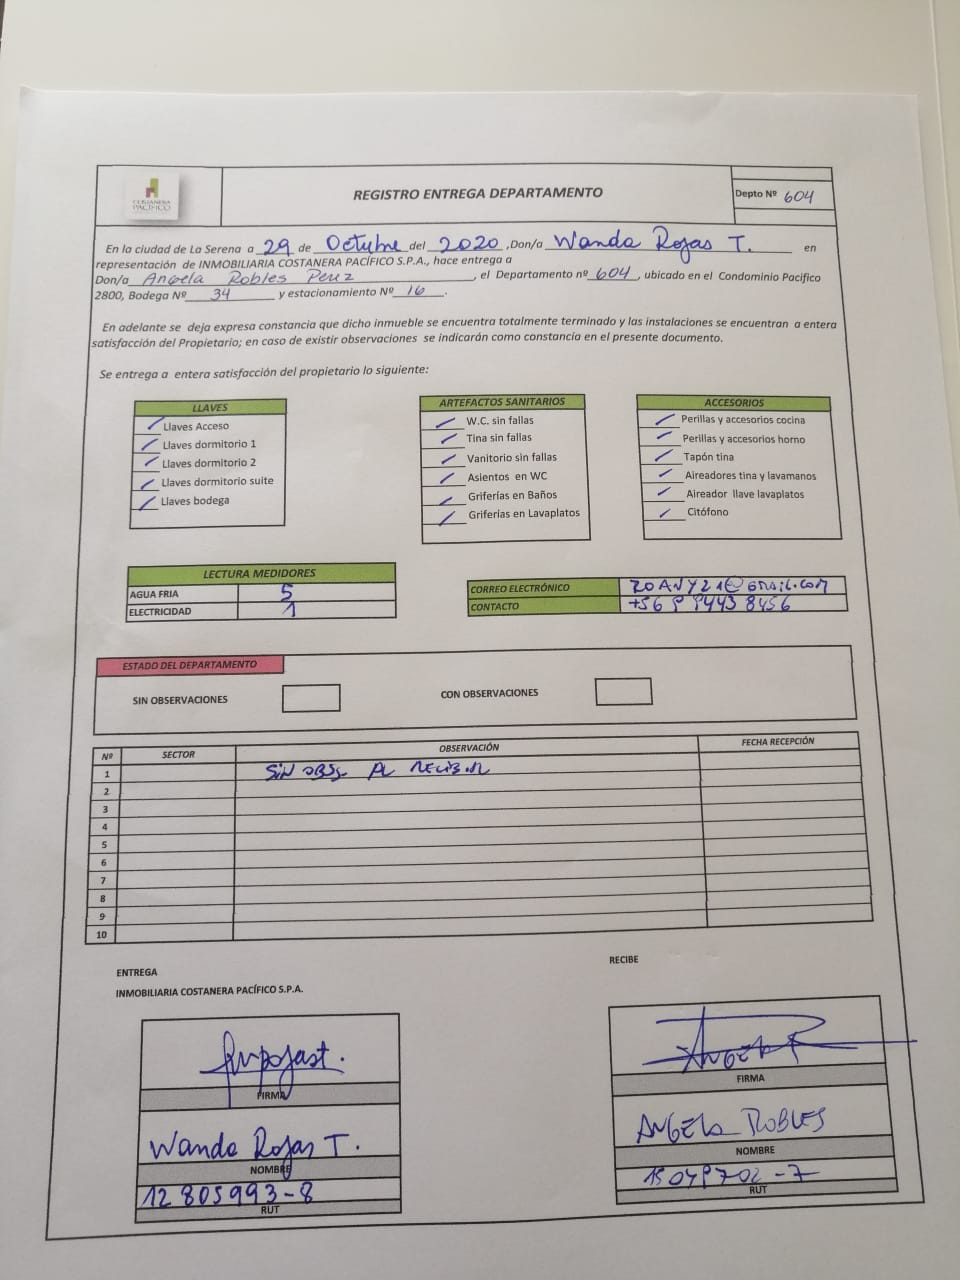 COSTANERA
PACÍFICO
REGISTRO ENTREGA DEPARTAMENTO
Depto Nº 604
En la ciudad de La Serena a 29 de Octubre del 2020, Don/a Wanda Rojas T. en
representación de INMOBILIARIA COSTANERA PACÍFICO S.P.A., hace entrega a
Don/a Angela Robles Perez, el Departamento nº 604, ubicado en el Condominio Pacifico
2800, Bodega Nº 34 y estacionamiento Nº 16.
En adelante se deja expresa constancia que dicho inmueble se encuentra totalmente terminado y las instalaciones se encuentran a entera
satisfacción del Propietario; en caso de existir observaciones se indicarán como constancia en el presente documento.
Se entrega a entera satisfacción del propietario lo siguiente:
LLAVES
Llaves Acceso
Llaves dormitorio 1
Llaves dormitorio 2
Llaves dormitorio suite
Llaves bodega
ARTEFACTOS SANITARIOS
W.C. sin fallas
Tina sin fallas
Vanitorio sin fallas
Asientos en WC
Griferías en Baños
Griferías en Lavaplatos
ACCESORIOS
Perillas y accesorios cocina
Perillas y accesorios horno
Tapón tina
Aireadores tina y lavamanos
Aireador llave lavaplatos
Citófono
LECTURA MEDIDORES
AGUA FRIA 5
ELECTRICIDAD 1
CORREO ELECTRÓNICO ROANY21@GMAIL.COM
CONTACTO +56 9 9443 8456
ESTADO DEL DEPARTAMENTO
SIN OBSERVACIONES
CON OBSERVACIONES
Nº SECTOR OBSERVACIÓN FECHA RECEPCIÓN
1 SIN OBSS. AL RECIBIR
2
3
4
5
6
7
8
9
10
ENTREGA
INMOBILIARIA COSTANERA PACÍFICO S.P.A.
FIRMA
Wanda Rojas T.
NOMBRE
12 805993-8
RUT
RECIBE
ANGELA R
FIRMA
ANGELA ROBLES
NOMBRE
15 049702-7
RUT